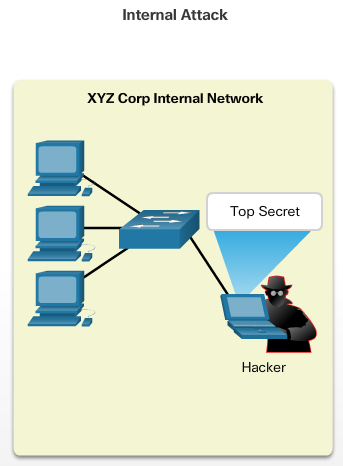 Internal Attack
XYZ Corp Internal Network
Top Secret
Hacker